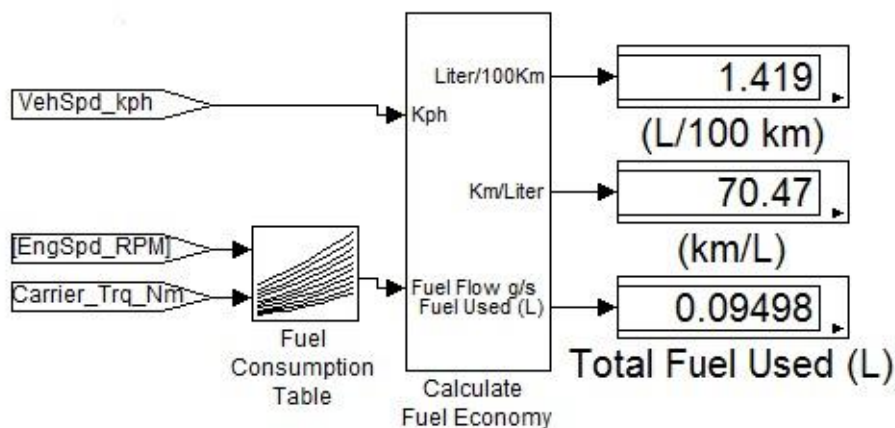 Liter/100Km
1.419
VehSpd_kph
Kph
(L/100 km)
Km/Liter
70.47
[EngSpd_RPM]
(km/L)
Carrier_Trq_Nm
Fuel Flow g/s
Fuel Used (L)
0.09498
Fuel
Consumption
Table
Total Fuel Used (L)
Calculate
Fuel Economy